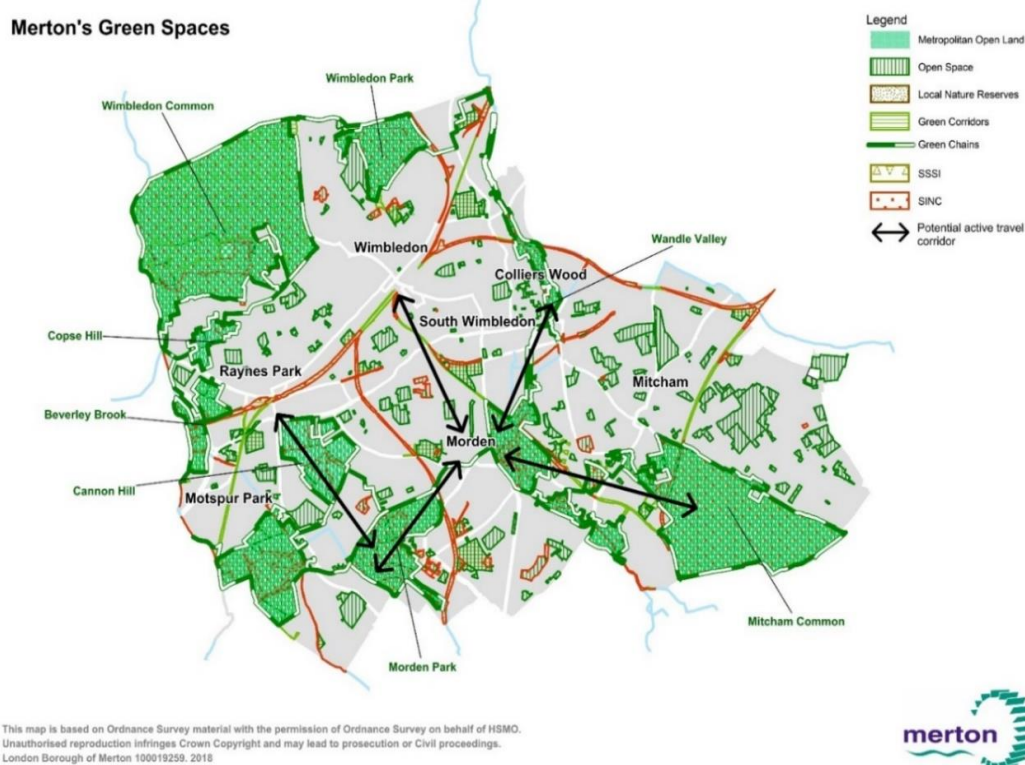 Merton's Green Spaces
Legend
Metropolitan Open Land
Open Space
Local Nature Reserves
Green Corridors
Green Chains
SSSI
SINC
Potential active travel
corridor
Wimbledon Park
Wimbledon Common
Wandle Valley
Wimbledon
Colliers Wood
South Wimbledon
Copse Hill
Raynes Park
Mitcham
Beverley Brook
Morden
Cannon Hill
Motspur Park
Mitcham Common
Morden Park
This map is based on Ordnance Survey material with the permission of Ordnance Survey on behalf of HSMO.
Unauthorised reproduction infringes Crown Copyright and may lead to prosecution or Civil proceedings.
London Borough of Merton 100019259. 2018
merton